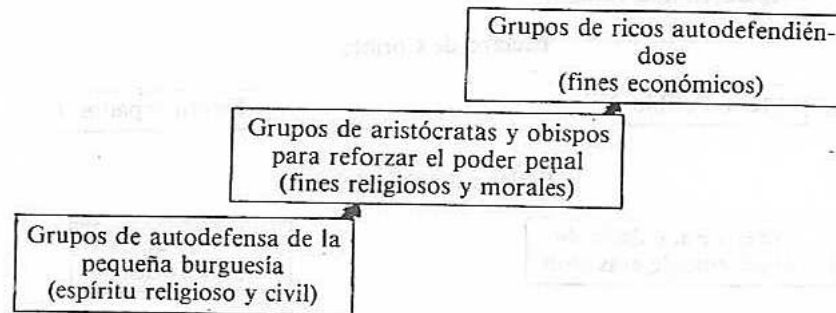 Grupos de ricos autodefendién-
dose
(fines económicos)
Grupos de aristócratas y obispos
para reforzar el poder penal
(fines religiosos y morales)
Grupos de autodefensa de la
pequeña burguesía
(espíritu religioso y civil)